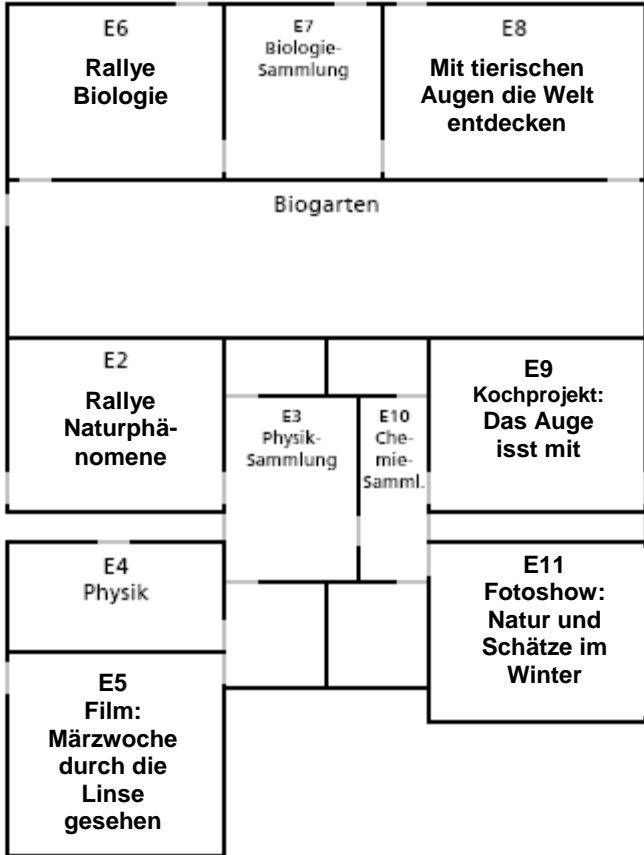 E6
Rallye
Biologie
E7
Biologie-
Sammlung
E8
Mit tierischen
Augen die Welt
entdecken
Biogarten
E2
Rallye
Naturphä-
nomene
E3
Physik-
Sammlung
E10
Che-
mie-
Samml.
E9
Kochprojekt:
Das Auge
isst mit
E4
Physik
E11
Fotoshow:
Natur und
Schätze im
Winter
E5
Film:
Märzwoche
durch die
Linse
gesehen